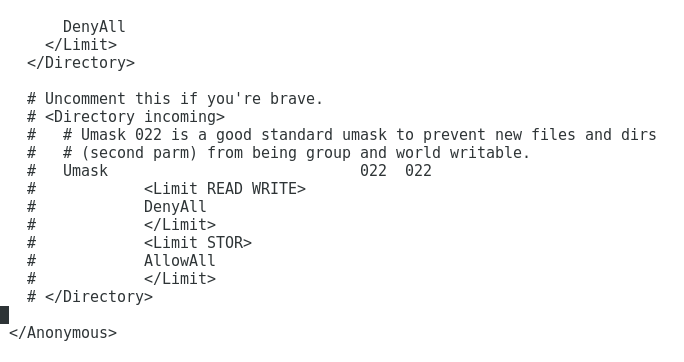 DenyAll
    </Limit>
  </Directory>

  # Uncomment this if you're brave.
  # <Directory incoming>
  #   # Umask 022 is a good standard umask to prevent new files and dirs
  #   # (second parm) from being group and world writable.
  #   Umask                            022  022
  #            <Limit READ WRITE>
  #            DenyAll
  #            </Limit>
  #            <Limit STOR>
  #            AllowAll
  #            </Limit>
  # </Directory>

</Anonymous>